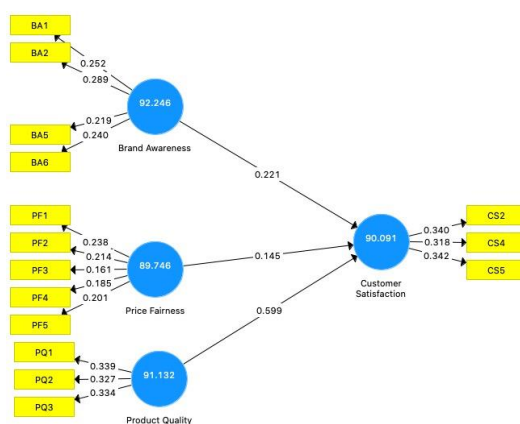 BA1
BA2
0.252
0.289
92.246
0.219
0.240
BA5
BA6
Brand Awareness
0.221
PF1
PF2
PF3
PF4
PF5
0.238
0.214
0.161
0.185
0.201
89.746
Price Fairness
0.145
0.599
90.091
Customer
Satisfaction
0.340
0.318
0.342
CS2
CS4
CS5
PQ1
PQ2
PQ3
0.339
0.327
0.334
91.132
Product Quality